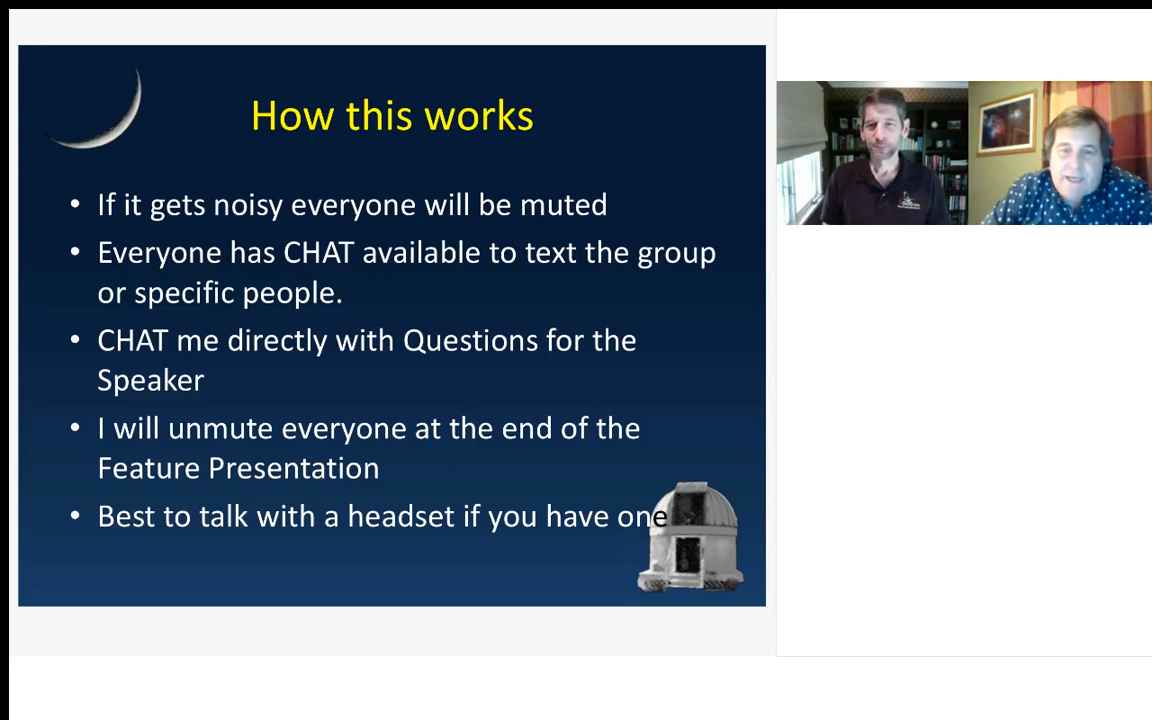 How this works
• If it gets noisy everyone will be muted
• Everyone has CHAT available to text the group
or specific people.
• CHAT me directly with Questions for the
Speaker
• I will unmute everyone at the end of the
Feature Presentation
• Best to talk with a headset if you have one